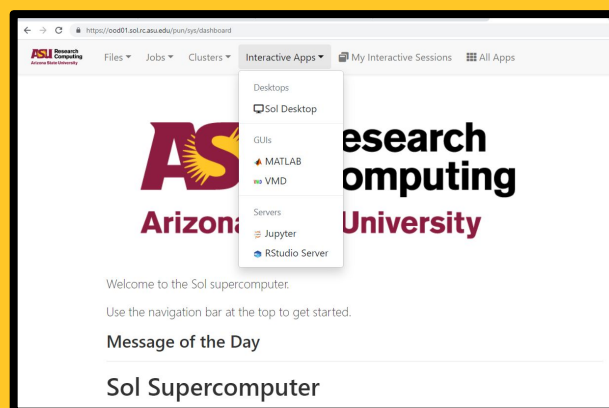 https://ood01.sol.rc.asu.edu/pun/sys/dashboard
ASU Research Computing
Arizona State University
Files Jobs Clusters Interactive Apps My Interactive Sessions All Apps
Desktops
Sol Desktop
GUIs
MATLAB
VMD
Servers
Jupyter
RStudio Server
AS
esearch
omputing
Arizon
University
Welcome to the Sol supercomputer.
Use the navigation bar at the top to get started.
Message of the Day
Sol Supercomputer